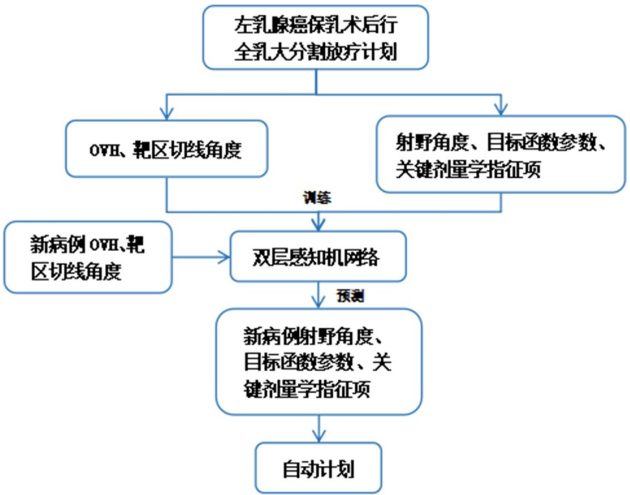 左乳腺癌保乳术后行
全乳大分割放疗计划
OVH、靶区切线角度
射野角度、目标函数参数、
关键剂量学指征项
训练
新病例 OVH、靶
区切线角度
双层感知机网络
预测
新病例射野角度、
目标函数参数、关
键剂量学指征项
自动计划